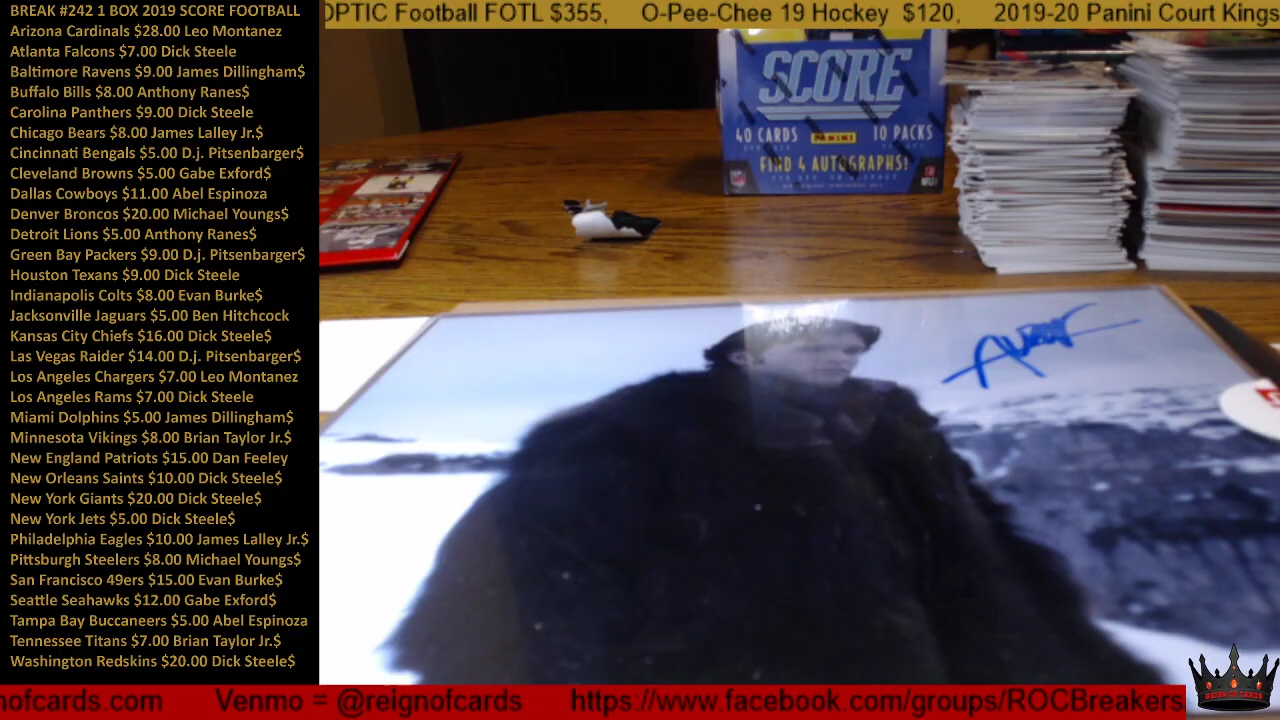 BREAK #242 1 BOX 2019 SCORE FOOTBALL
Arizona Cardinals $28.00 Leo Montanez
Atlanta Falcons $7.00 Dick Steele
Baltimore Ravens $9.00 James Dillingham$
Buffalo Bills $8.00 Anthony Ranes$
Carolina Panthers $9.00 Dick Steele
Chicago Bears $8.00 James Lalley Jr.$
Cincinnati Bengals $5.00 D.j. Pitsenbarger$
Cleveland Browns $5.00 Gabe Exford$
Dallas Cowboys $11.00 Abel Espinoza
Denver Broncos $20.00 Michael Youngs$
Detroit Lions $5.00 Anthony Ranes$
Green Bay Packers $9.00 D.j. Pitsenbarger$
Houston Texans $9.00 Dick Steele
Indianapolis Colts $8.00 Evan Burke$
Jacksonville Jaguars $5.00 Ben Hitchcock
Kansas City Chiefs $16.00 Dick Steele$
Las Vegas Raider $14.00 D.j. Pitsenbarger$
Los Angeles Chargers $7.00 Leo Montanez
Los Angeles Rams $7.00 Dick Steele
Miami Dolphins $5.00 James Dillingham$
Minnesota Vikings $8.00 Brian Taylor Jr.$
New England Patriots $15.00 Dan Feeley
New Orleans Saints $10.00 Dick Steele$
New York Giants $20.00 Dick Steele$
New York Jets $5.00 Dick Steele$
Philadelphia Eagles $10.00 James Lalley Jr.$
Pittsburgh Steelers $8.00 Michael Youngs$
San Francisco 49ers $15.00 Evan Burke$
Seattle Seahawks $12.00 Gabe Exford$
Tampa Bay Buccaneers $5.00 Abel Espinoza
Tennessee Titans $7.00 Brian Taylor Jr.$
Washington Redskins $20.00 Dick Steele$
OPTIC Football FOTL $355, O-Pee-Chee 19 Hockey $120, 2019-20 Panini Court Kings
SCORE
40 CARDS PANINI 10 PACKS
FIND 4 AUTOGRAPHS!
NFL
nofcards.com Venmo = @reignofcards https://www.facebook.com/groups/ROCBreakers
REIGN OF CARDS